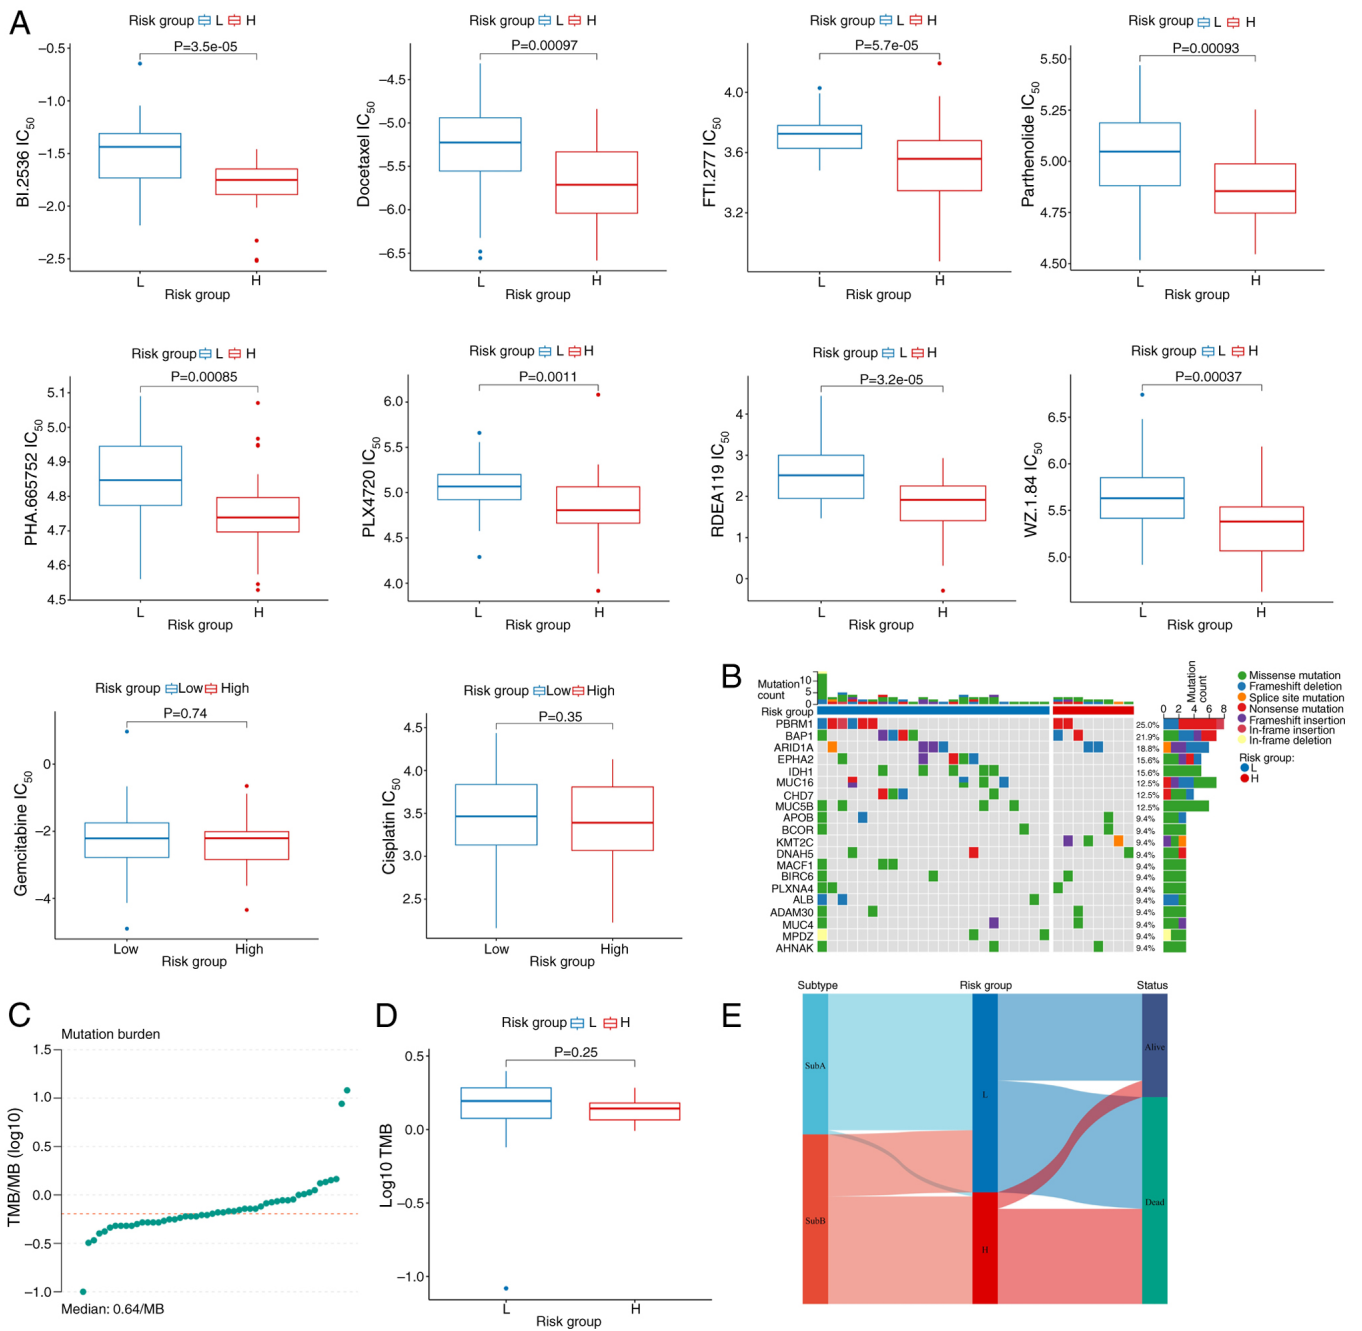 A
Risk group L H
P=3.5e-05
BI.2536 IC50
−0.5
−1.0
−1.5
−2.0
−2.5
L H
Risk group
Risk group L H
P=0.00097
Docetaxel IC50
−4.5
−5.0
−5.5
−6.0
−6.5
L H
Risk group
Risk group L H
P=5.7e-05
FTI.277 IC50
4.0
3.6
3.2
L H
Risk group
Risk group L H
P=0.00093
Parthenolide IC50
5.50
5.25
5.00
4.75
4.50
L H
Risk group
Risk group L H
P=0.00085
PHA.665752 IC50
5.1
5.0
4.9
4.8
4.7
4.6
4.5
L H
Risk group
Risk group L H
P=0.0011
PLX4720 IC50
6.0
5.5
5.0
4.5
4.0
L H
Risk group
Risk group L H
P=3.2e-05
RDEA119 IC50
4
3
2
1
0
L H
Risk group
Risk group L H
P=0.00037
WZ.1.84 IC50
6.5
6.0
5.5
5.0
L H
Risk group
Risk group Low High
P=0.74
Gemcitabine IC50
0
−2
−4
Low High
Risk group
Risk group Low High
P=0.35
Cisplatin IC50
4.5
4.0
3.5
3.0
2.5
Low High
Risk group
B
Mutation count
10
5
0
Mutation count
0 2 4 6 8
Risk group
PBRM1 25.0%
BAP1 21.9%
ARID1A 18.8%
EPHA2 15.6%
IDH1 15.6%
MUC16 12.5%
CHD7 12.5%
MUC5B 12.5%
APOB 9.4%
BCOR 9.4%
KMT2C 9.4%
DNAH5 9.4%
MACF1 9.4%
BIRC6 9.4%
PLXNA4 9.4%
ALB 9.4%
ADAM30 9.4%
MUC4 9.4%
MPDZ 9.4%
AHNAK 9.4%
Missense mutation
Frameshift deletion
Splice site mutation
Nonsense mutation
Frameshift insertion
In-frame insertion
In-frame deletion
Risk group:
L
H
C
Mutation burden
TMB/MB (log10)
1.5
1.0
0.5
0.0
−0.5
−1.0
Median: 0.64/MB
D
Risk group L H
P=0.25
Log10 TMB
0.5
0.0
−0.5
−1.0
L H
Risk group
E
Subtype Risk group Status
SubA
SubB
L
H
Alive
Dead